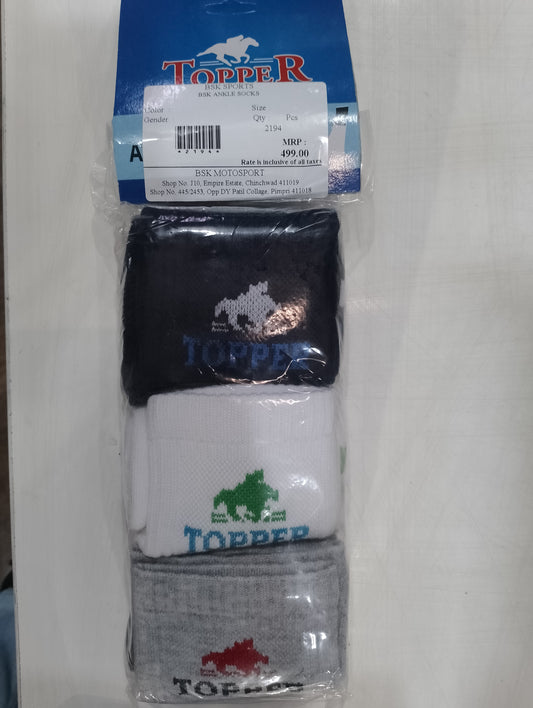 TOPPER
BSK SPORTS
BSK ANKLE SOCKS
Color Size
Gender Qty Pcs
2194
*2194*
MRP :
499.00
Rate is inclusive of all taxes
BSK MOTOSPORT
Shop No. J10, Empire Estate, Chinchwad 411019
Shop No. 445/2453, Opp DY Patil Collage, Pimpri 411018
A
TOPPER
TOPPER
TOPPER